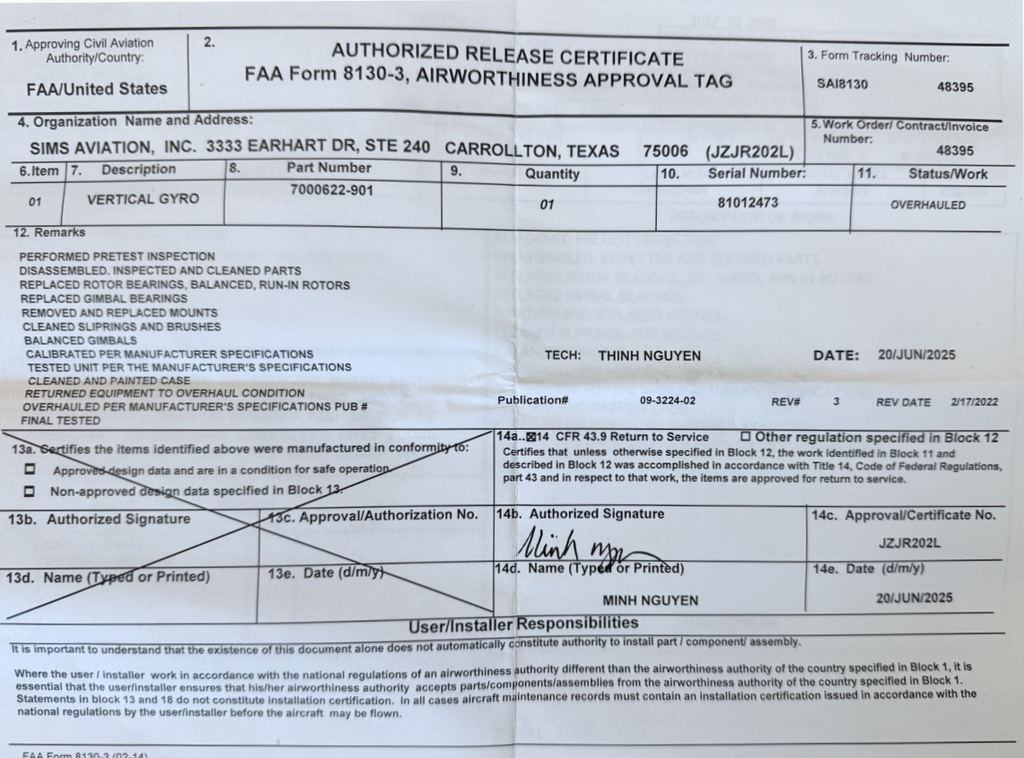 1. Approving Civil Aviation Authority/Country:
FAA/United States
2.
AUTHORIZED RELEASE CERTIFICATE
FAA Form 8130-3, AIRWORTHINESS APPROVAL TAG
3. Form Tracking Number:
SAI8130 48395
4. Organization Name and Address:
SIMS AVIATION, INC. 3333 EARHART DR, STE 240 CARROLLTON, TEXAS 75006 (JZJR202L)
5. Work Order/ Contract/Invoice
Number:
48395
6.Item 7. Description 8. Part Number 9. Quantity 10. Serial Number: 11. Status/Work
01 VERTICAL GYRO 7000622-901 01 81012473 OVERHAULED
12. Remarks
PERFORMED PRETEST INSPECTION
DISASSEMBLED. INSPECTED AND CLEANED PARTS
REPLACED ROTOR BEARINGS, BALANCED, RUN-IN ROTORS
REPLACED GIMBAL BEARINGS
REMOVED AND REPLACED MOUNTS
CLEANED SLIPRINGS AND BRUSHES
BALANCED GIMBALS
CALIBRATED PER MANUFACTURER SPECIFICATIONS
TECH: THINH NGUYEN DATE: 20/JUN/2025
TESTED UNIT PER THE MANUFACTURER'S SPECIFICATIONS
CLEANED AND PAINTED CASE
RETURNED EQUIPMENT TO OVERHAUL CONDITION
OVERHAULED PER MANUFACTURER'S SPECIFICATIONS PUB #
Publication# 09-3224-02 REV# 3 REV DATE 2/17/2022
FINAL TESTED
13a. Certifies the items identified above were manufactured in conformity to:
Approved design data and are in a condition for safe operation
Non-approved design data specified in Block 13.
14a..☒14 CFR 43.9 Return to Service ☐ Other regulation specified in Block 12
Certifies that unless otherwise specified in Block 12, the work identified in Block 11 and
described in Block 12 was accomplished in accordance with Title 14, Code of Federal Regulations,
part 43 and in respect to that work, the items are approved for return to service.
13b. Authorized Signature
13c. Approval/Authorization No.
14b. Authorized Signature
Minh
14c. Approval/Certificate No.
JZJR202L
13d. Name (Typed or Printed)
13e. Date (d/m/y)
14d. Name (Typed or Printed)
MINH NGUYEN
14e. Date (d/m/y)
20/JUN/2025
User/Installer Responsibilities
It is important to understand that the existence of this document alone does not automatically constitute authority to install part / component/ assembly.
Where the user / installer work in accordance with the national regulations of an airworthiness authority different than the airworthiness authority of the country specified in Block 1, it is
essential that the user/installer ensures that his/her airworthiness authority accepts parts/components/assemblies from the airworthiness authority of the country specified in Block 1.
Statements in block 13 and 18 do not constitute installation certification. In all cases aircraft maintenance records must contain an installation certification issued in accordance with the
national regulations by the user/installer before the aircraft may be flown.
FAA Form 8130-3 (02-14)